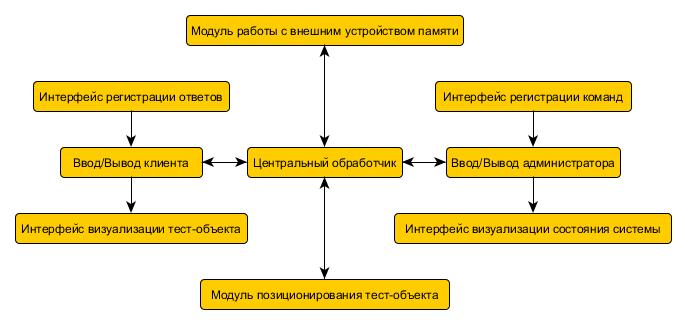 Модуль работы с внешним устройством памяти
Интерфейс регистрации ответов
Интерфейс регистрации команд
Ввод/Вывод клиента
Центральный обработчик
Ввод/Вывод администратора
Интерфейс визуализации тест-объекта
Интерфейс визуализации состояния системы
Модуль позиционирования тест-объекта